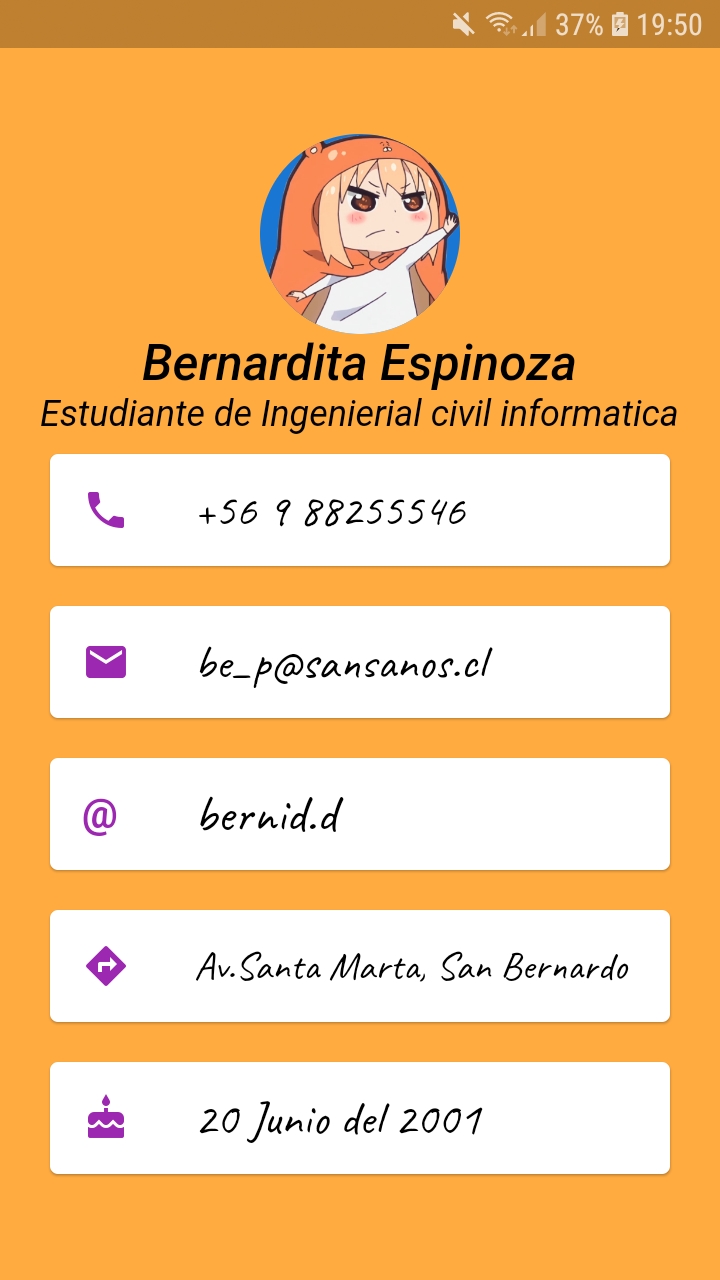 37% 19:50
Bernardita Espinoza
Estudiante de Ingenierial civil informatica
+56 9 88255546
be_p@sansanos.cl
@ bernid.d
Av.Santa Marta, San Bernardo
20 Junio del 2001